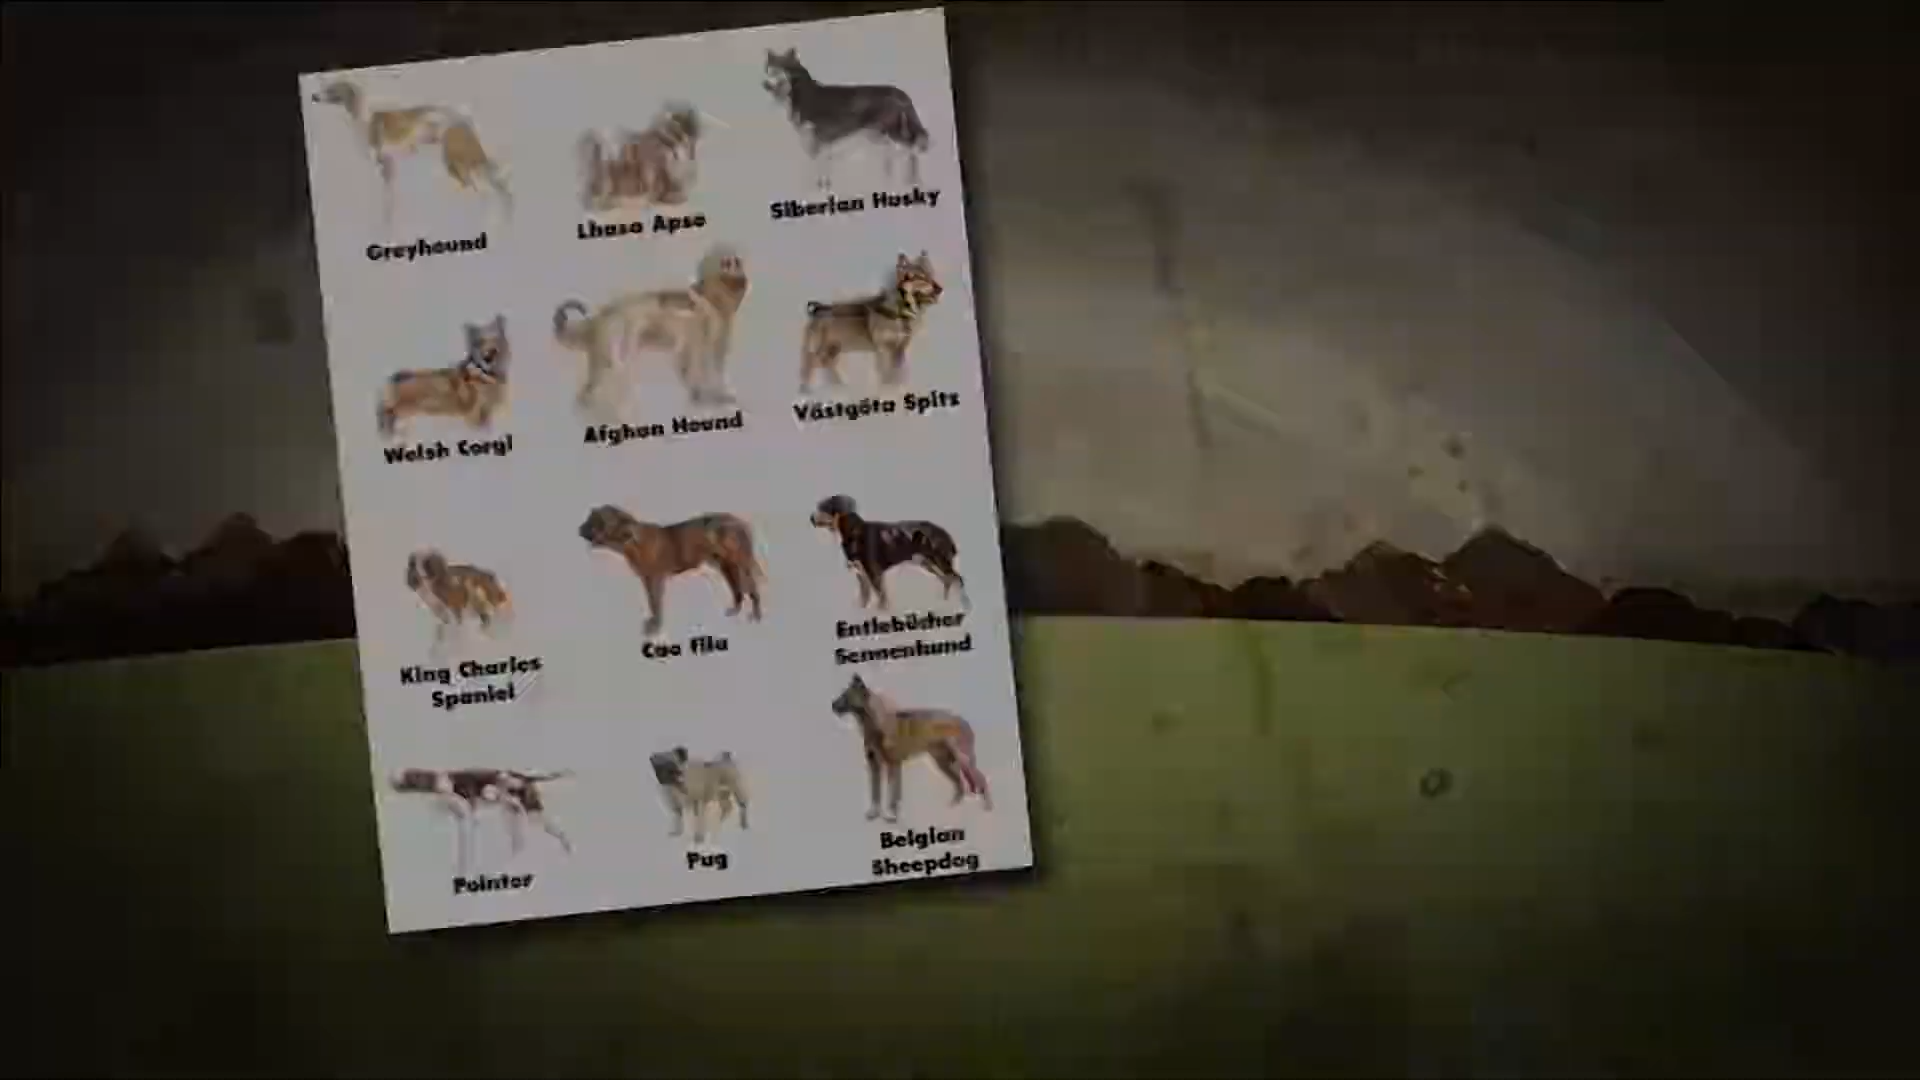 Greyhound
Lhasa Apso
Siberian Husky
Welsh Corgi
Afghan Hound
Västgöta Spitz
King Charles
Spaniel
Cao Fila
Entlebücher
Sennenhund
Pointer
Pug
Belgian
Sheepdog